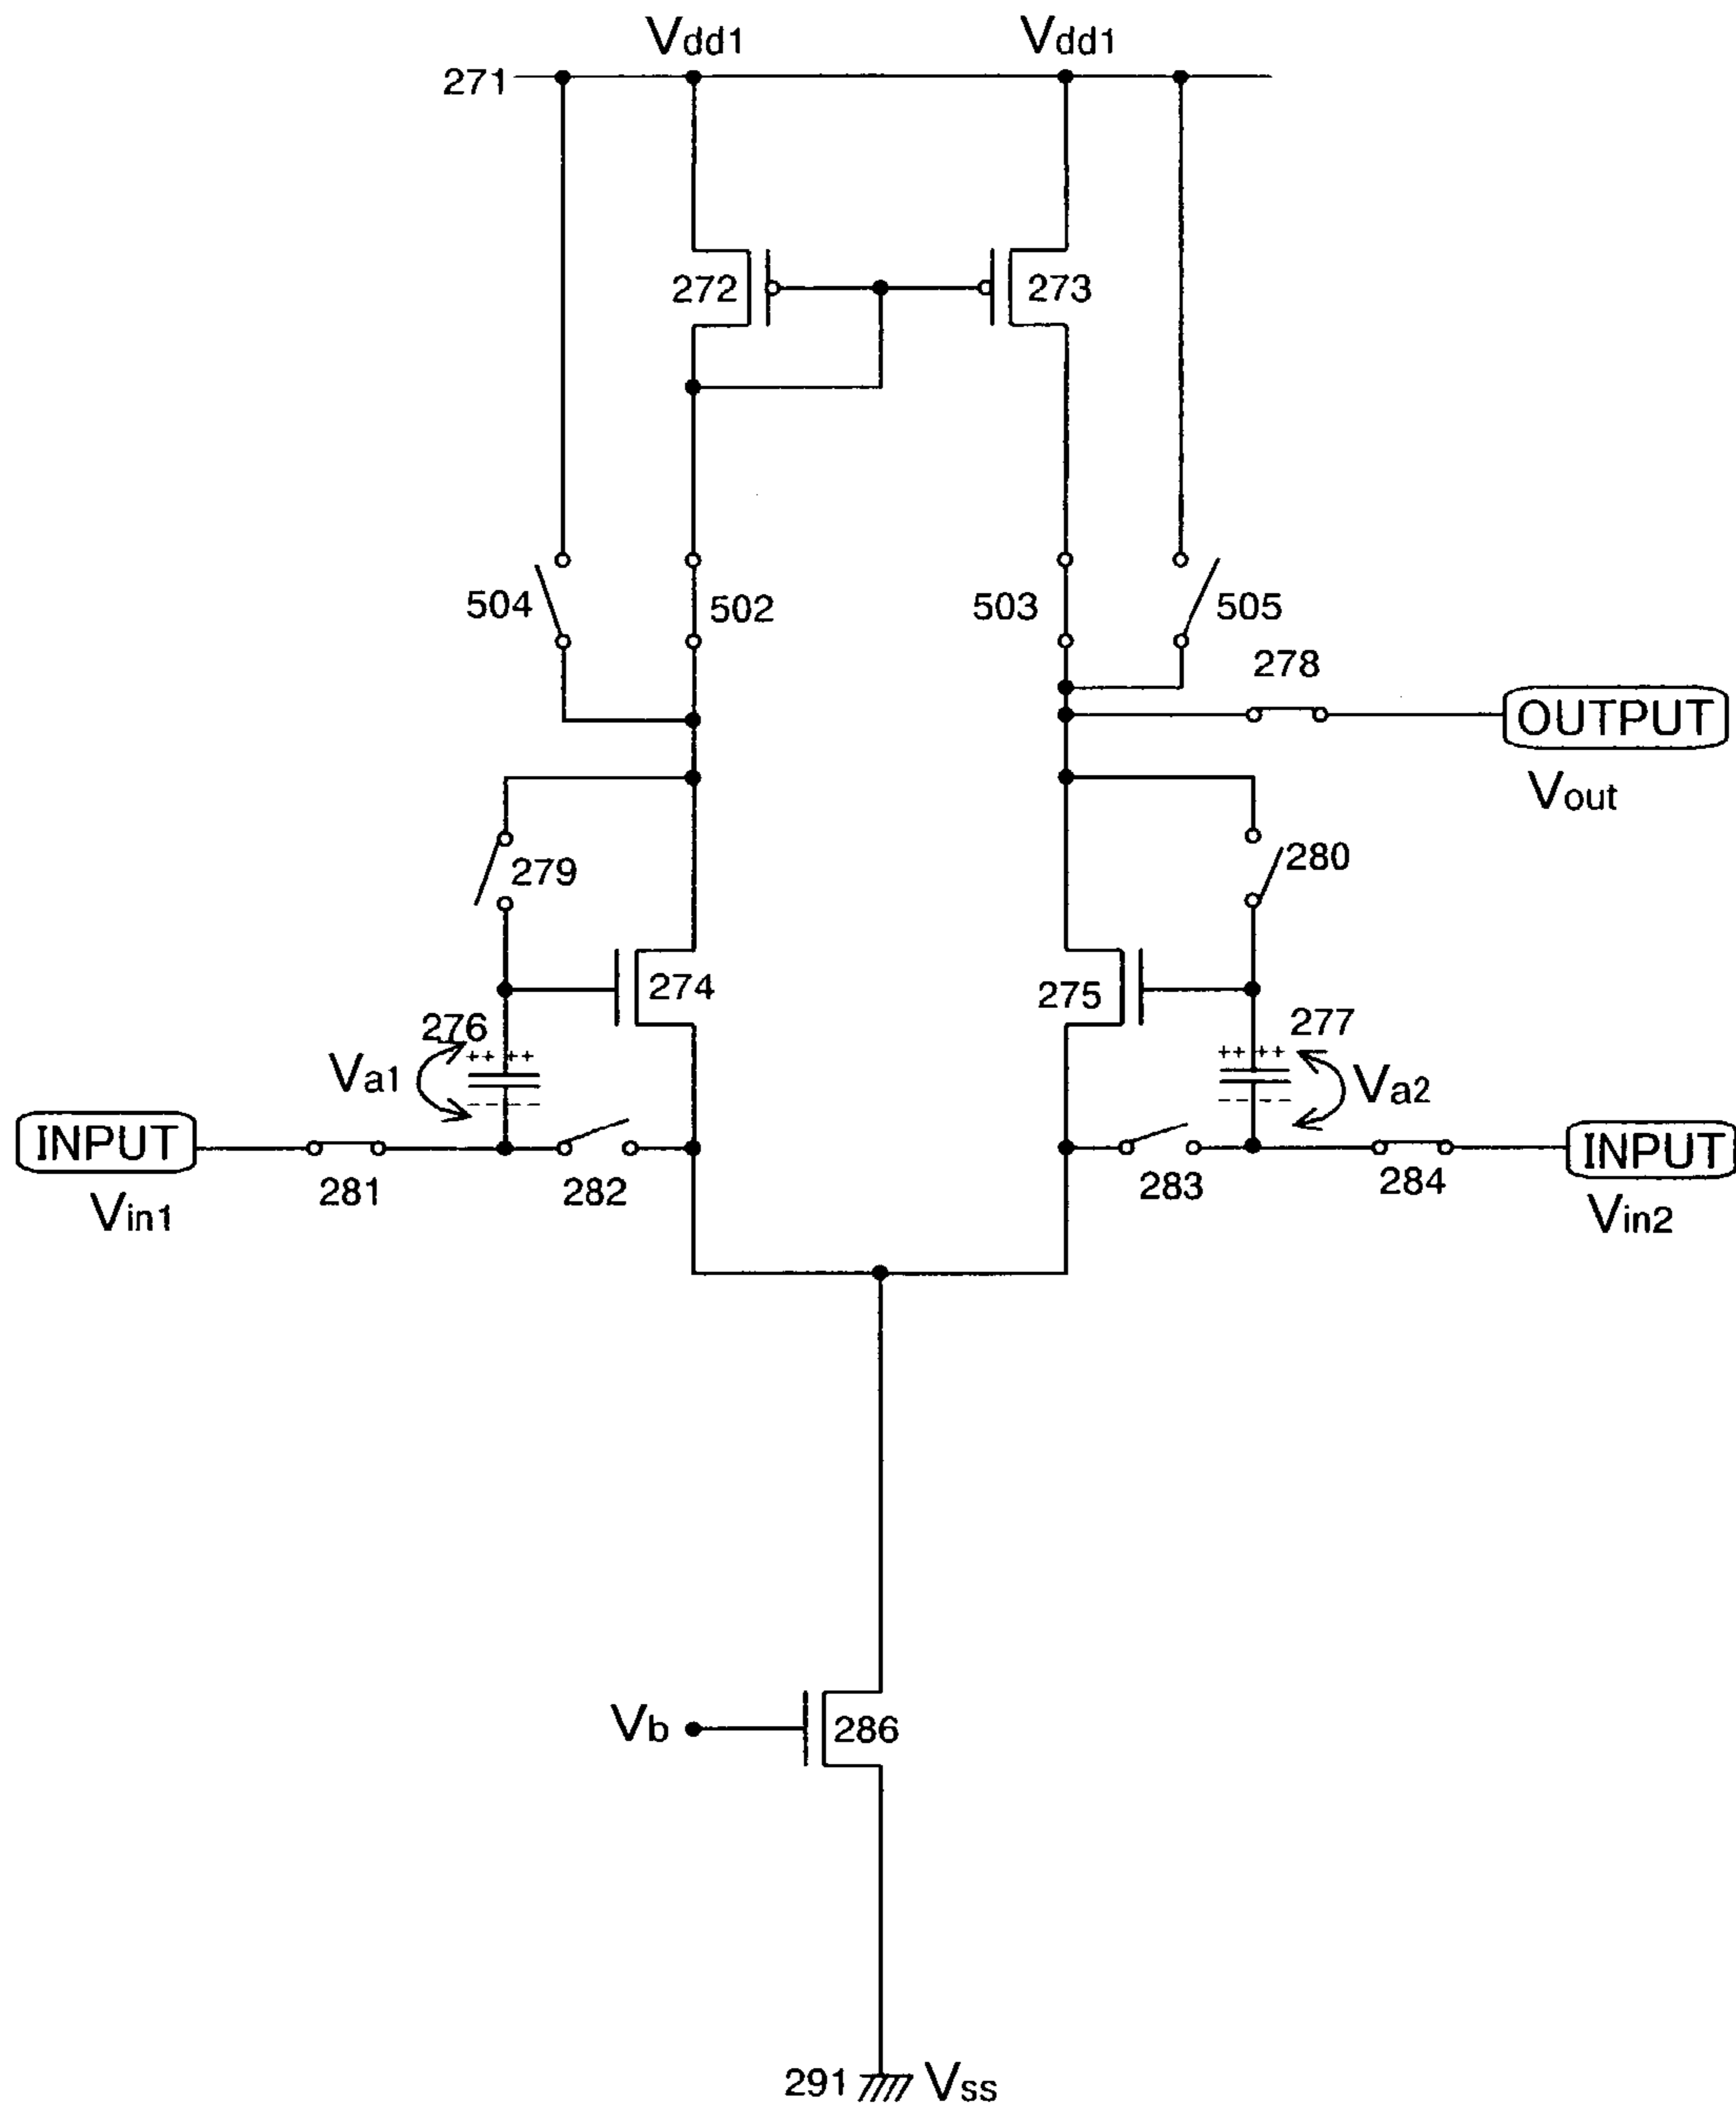 Vdd1 Vdd1
271
272 273
504 502 503 505
278
OUTPUT
Vout
279 280
274 275
276 277
++ ++ ++ ++
Va1 Va2
---- ----
INPUT INPUT
281 282 283 284
Vin1 Vin2
Vb 286
291 Vss